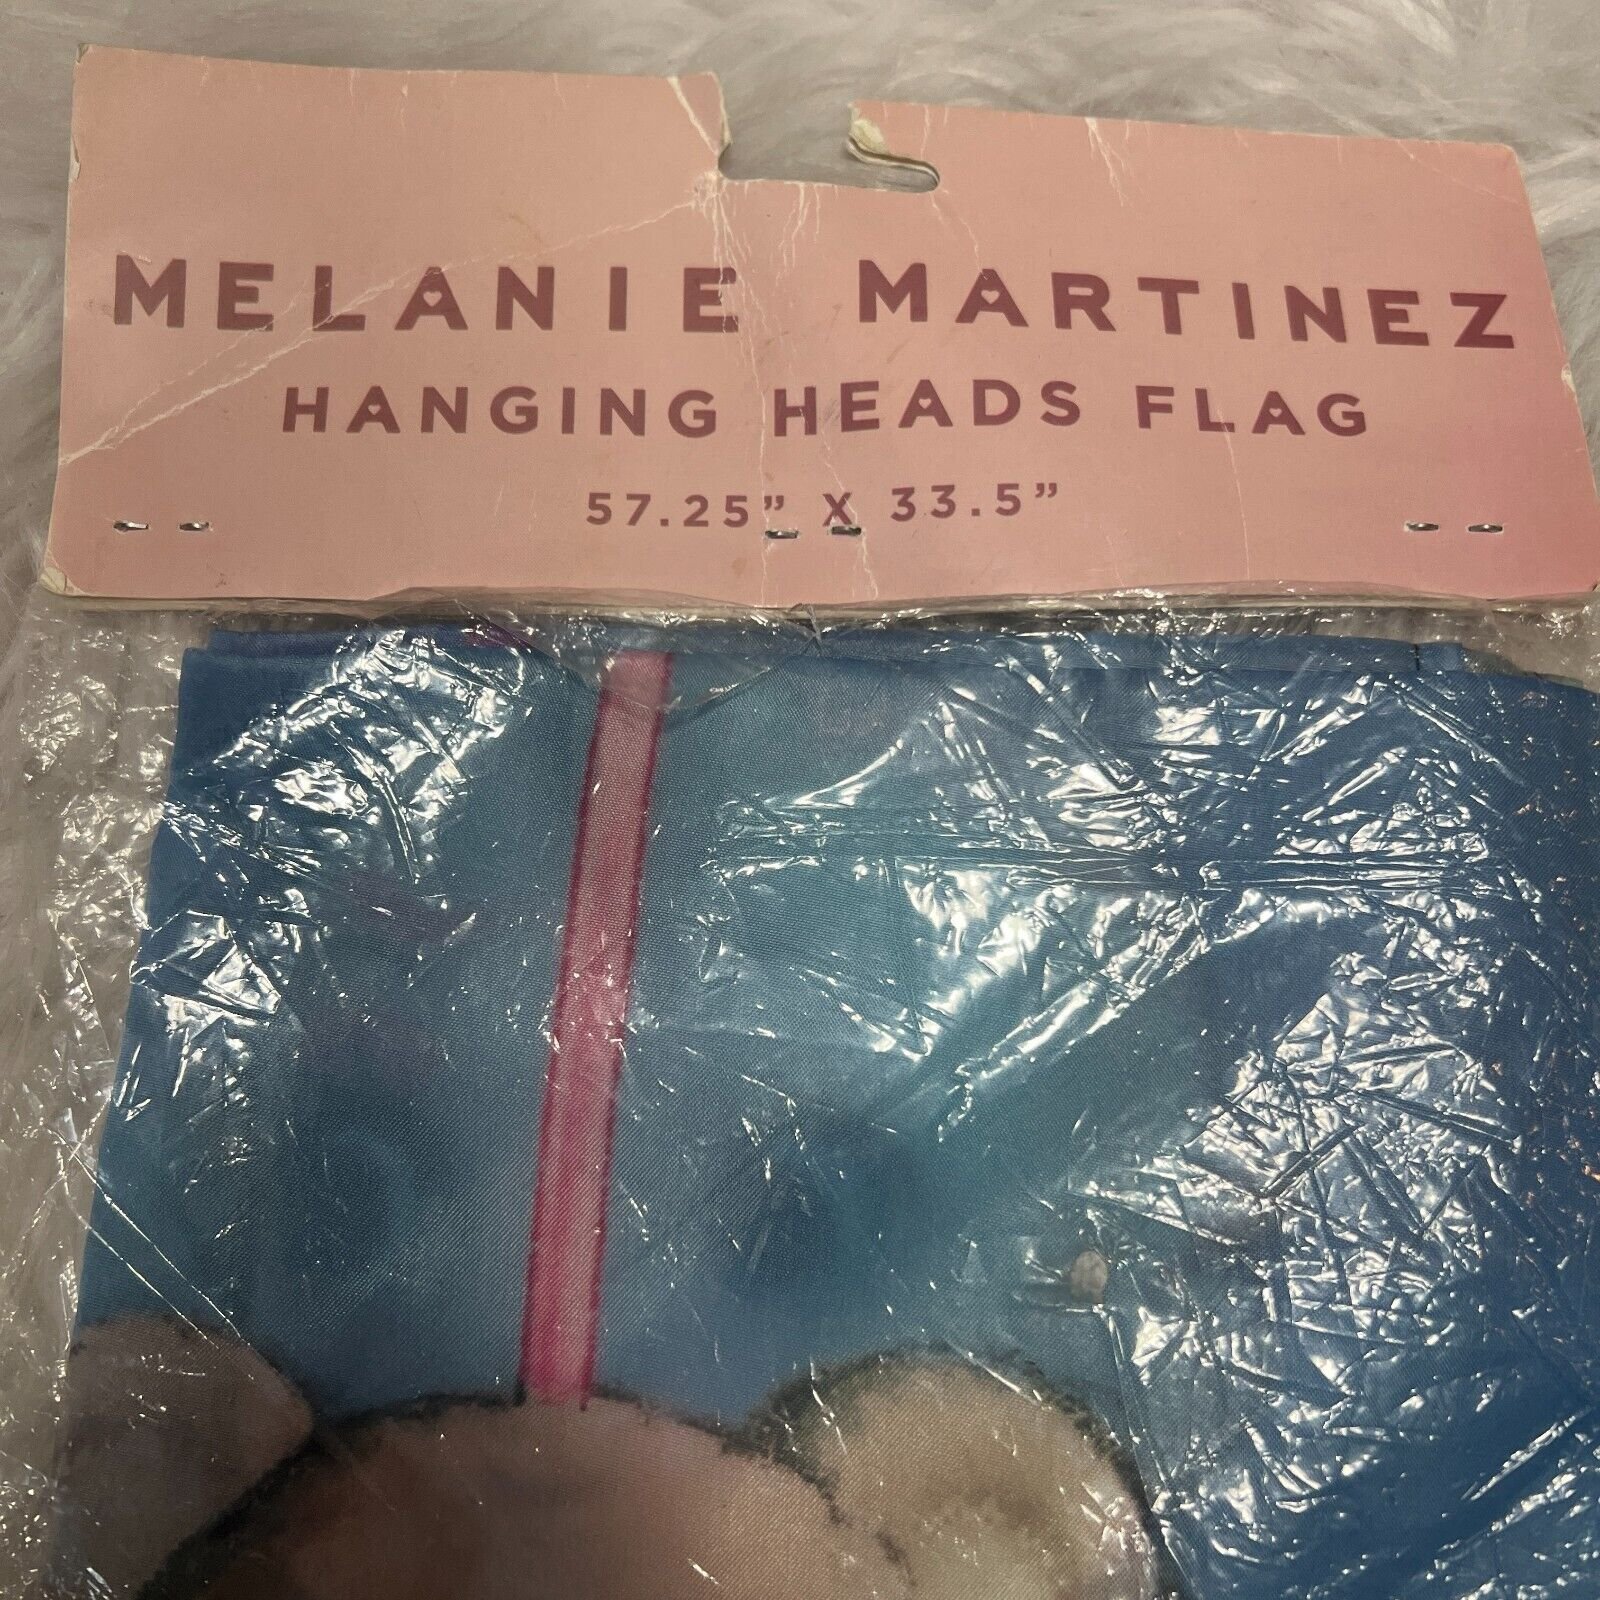 MELANIE MARTINEZ
HANGING HEADS FLAG
57.25” X 33.5”